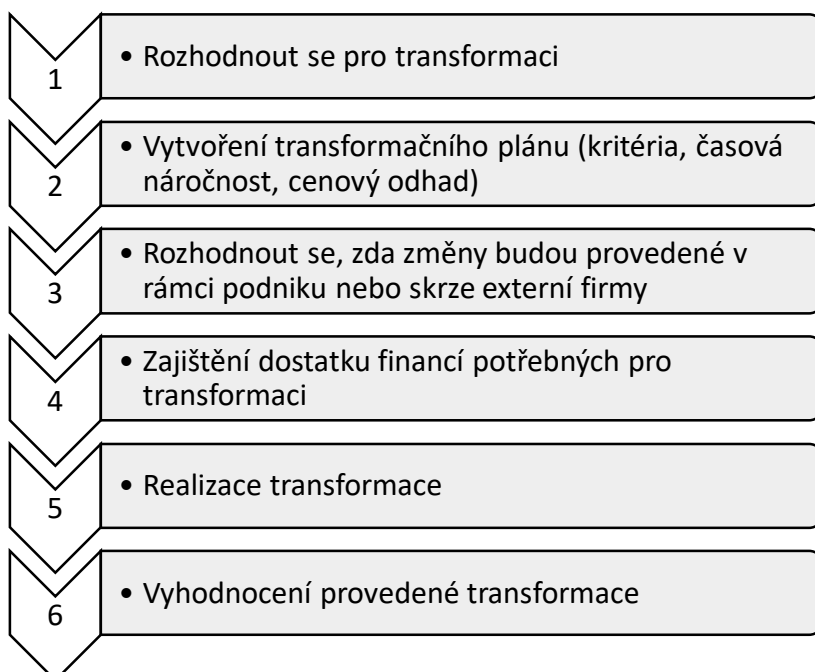 1
• Rozhodnout se pro transformaci
2
• Vytvoření transformačního plánu (kritéria, časová
náročnost, cenový odhad)
3
• Rozhodnout se, zda změny budou provedené v
rámci podniku nebo skrze externí firmy
4
• Zajištění dostatku financí potřebných pro
transformaci
5
• Realizace transformace
6
• Vyhodnocení provedené transformace